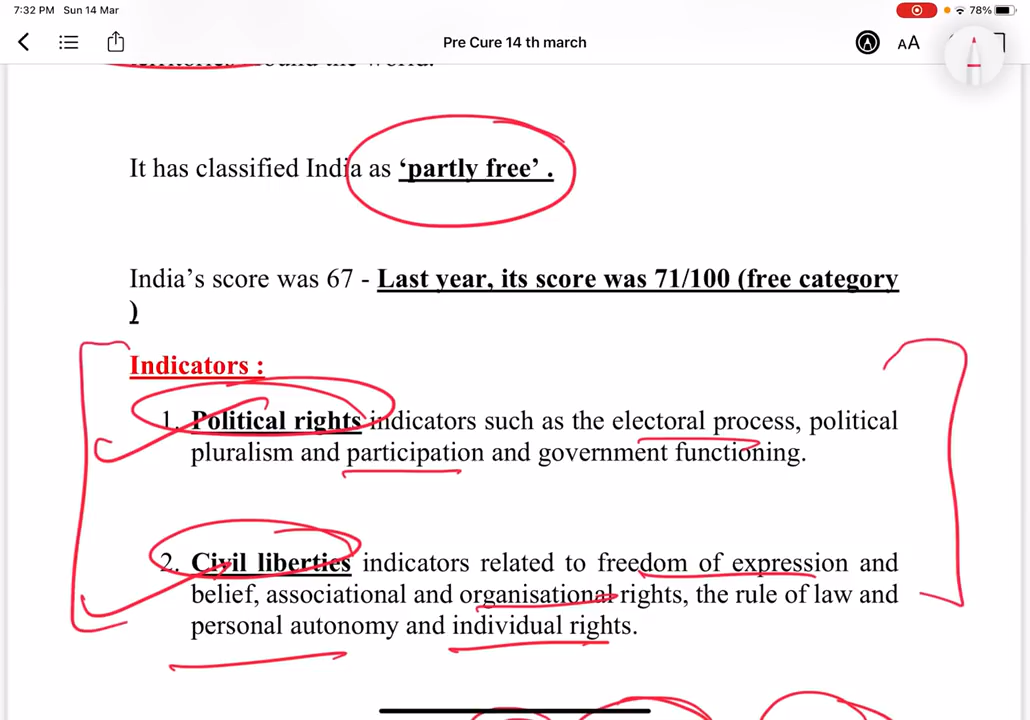 7:32 PM Sun 14 Mar
78%
Pre Cure 14 th march
AA
It has classified India as ‘partly free’ .
India’s score was 67 - Last year, its score was 71/100 (free category
)
Indicators :
1. Political rights indicators such as the electoral process, political
pluralism and participation and government functioning.
2. Civil liberties indicators related to freedom of expression and
belief, associational and organisational rights, the rule of law and
personal autonomy and individual rights.